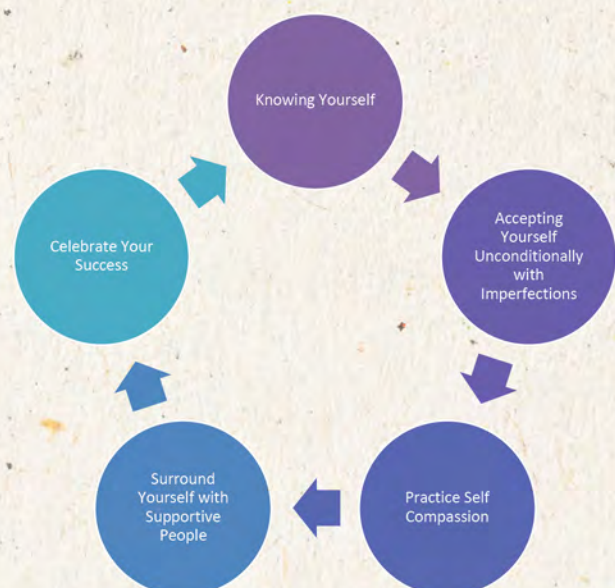 Knowing Yourself
Accepting
Yourself
Unconditionally
with
Imperfections
Practice Self
Compassion
Surround
Yourself with
Supportive
People
Celebrate Your
Success